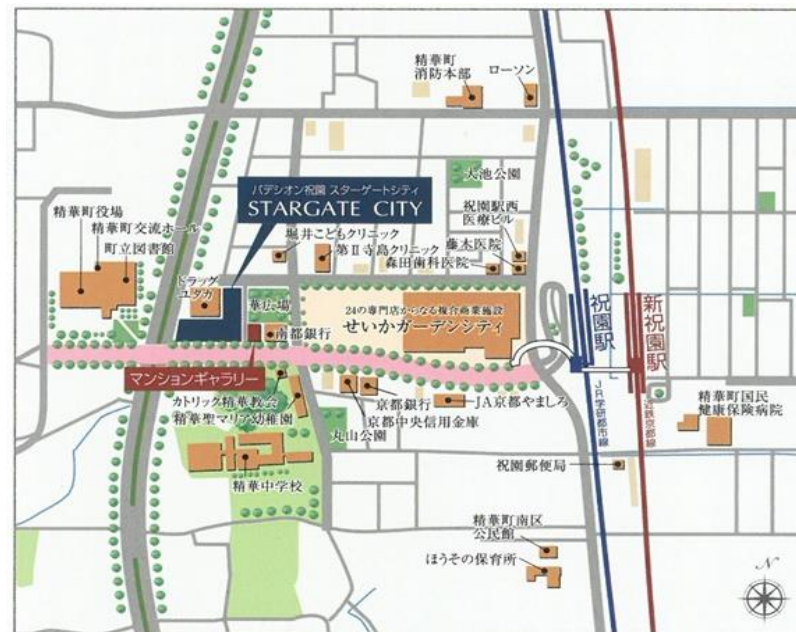 精華町
消防本部
ローソン
大池公園
パデシオン祝園 スターゲートシティ
STARGATE CITY
祝園駅西
医療ビル
精華町役場
精華町交流ホール
町立図書館
堀井こどもクリニック
第Ⅱ寺島クリニック
藤木医院
森田歯科医院
ドラッグ
ユタカ
華広場
24の専門店からなる複合商業施設
せいかガーデンシティ
南都銀行
祝園駅
新祝園駅
マンションギャラリー
カトリック精華教会
精華聖マリア幼稚園
京都銀行
京都中央信用金庫
JA京都やましろ
丸山公園
JR学研都市線
近鉄京都線
精華町国民
健康保険病院
精華中学校
祝園郵便局
精華町南区
公民館
ほうその保育所
N